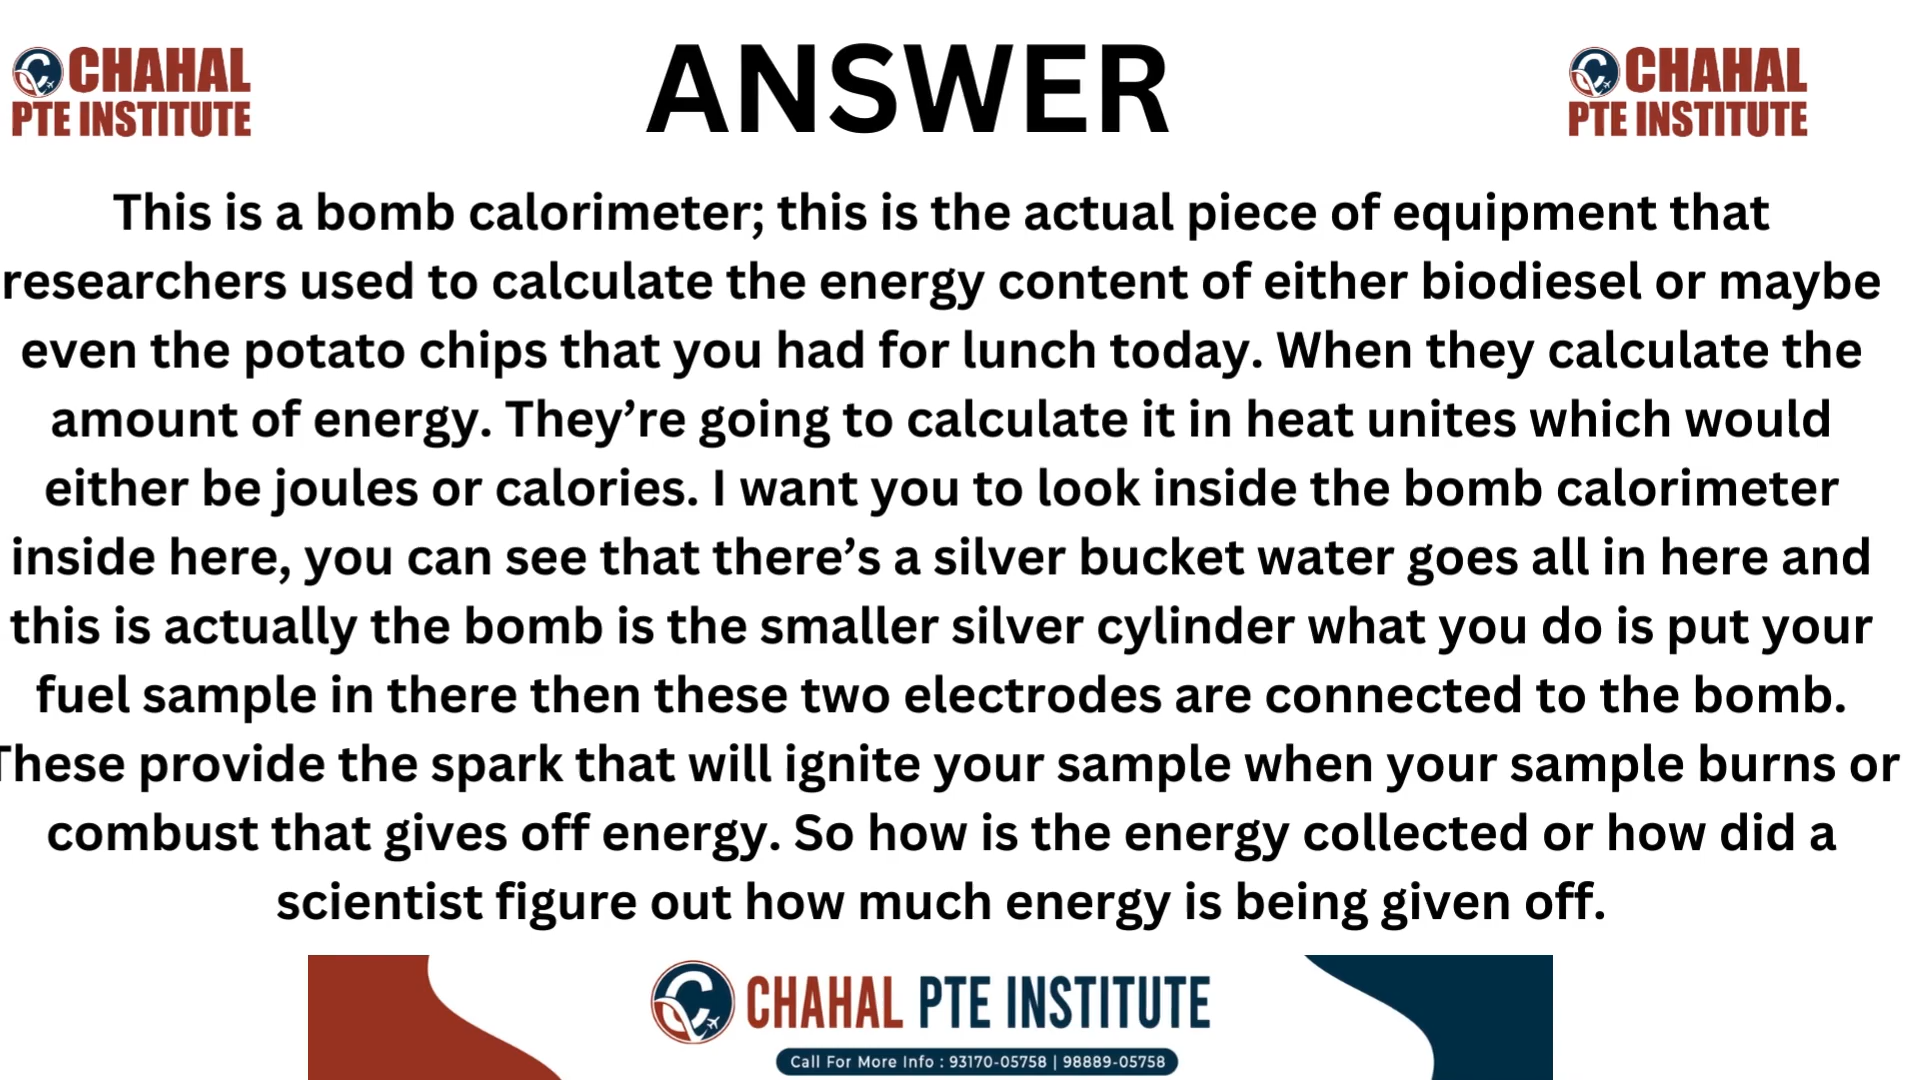 CHAHAL
PTE INSTITUTE
ANSWER
CHAHAL
PTE INSTITUTE
This is a bomb calorimeter; this is the actual piece of equipment that
researchers used to calculate the energy content of either biodiesel or maybe
even the potato chips that you had for lunch today. When they calculate the
amount of energy. They’re going to calculate it in heat unites which would
either be joules or calories. I want you to look inside the bomb calorimeter
inside here, you can see that there’s a silver bucket water goes all in here and
this is actually the bomb is the smaller silver cylinder what you do is put your
fuel sample in there then these two electrodes are connected to the bomb.
These provide the spark that will ignite your sample when your sample burns or
combust that gives off energy. So how is the energy collected or how did a
scientist figure out how much energy is being given off.
CHAHAL PTE INSTITUTE
Call For More Info : 93170-05758 | 98889-05758